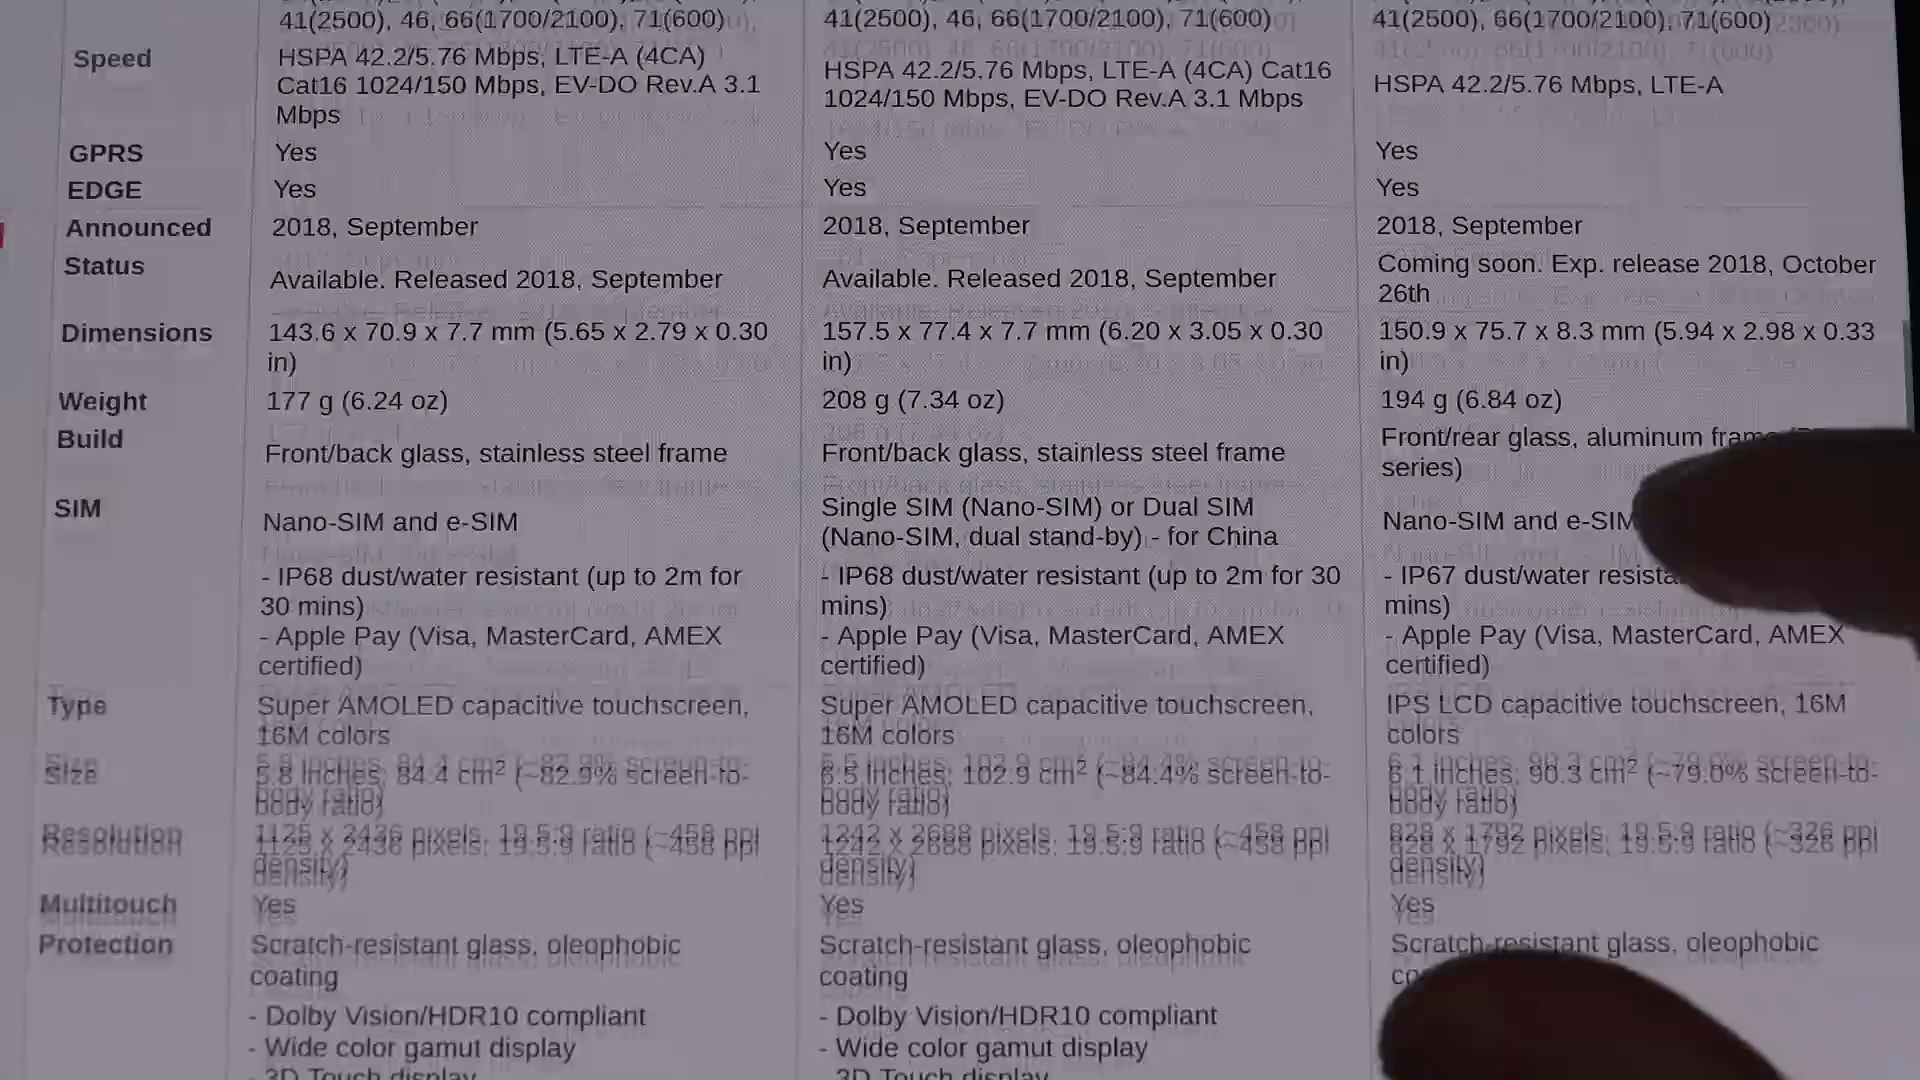 41(2500), 46, 66(1700/2100), 71(600)
41(2500), 46, 66(1700/2100), 71(600)
41(2500), 66(1700/2100), 71(600)
Speed
HSPA 42.2/5.76 Mbps, LTE-A (4CA)
Cat16 1024/150 Mbps, EV-DO Rev.A 3.1
Mbps
HSPA 42.2/5.76 Mbps, LTE-A (4CA) Cat16
1024/150 Mbps, EV-DO Rev.A 3.1 Mbps
HSPA 42.2/5.76 Mbps, LTE-A
GPRS
Yes
Yes
Yes
EDGE
Yes
Yes
Yes
Announced
2018, September
2018, September
2018, September
Status
Available. Released 2018, September
Available. Released 2018, September
Coming soon. Exp. release 2018, October
26th
Dimensions
143.6 x 70.9 x 7.7 mm (5.65 x 2.79 x 0.30
in)
157.5 x 77.4 x 7.7 mm (6.20 x 3.05 x 0.30
in)
150.9 x 75.7 x 8.3 mm (5.94 x 2.98 x 0.33
in)
Weight
177 g (6.24 oz)
208 g (7.34 oz)
194 g (6.84 oz)
Build
Front/back glass, stainless steel frame
Front/back glass, stainless steel frame
Front/rear glass, aluminum
series)
SIM
Nano-SIM and e-SIM
Single SIM (Nano-SIM) or Dual SIM
(Nano-SIM, dual stand-by) - for China
Nano-SIM and e-SIM
- IP68 dust/water resistant (up to 2m for
30 mins)
- Apple Pay (Visa, MasterCard, AMEX
certified)
- IP68 dust/water resistant (up to 2m for 30
mins)
- Apple Pay (Visa, MasterCard, AMEX
certified)
- IP67 dust/water
mins)
- Apple Pay (Visa, MasterCard, AMEX
certified)
Type
Super AMOLED capacitive touchscreen,
16M colors
Super AMOLED capacitive touchscreen,
16M colors
IPS LCD capacitive touchscreen, 16M
colors
Size
5.8 inches, 84.4 cm² (~82.9% screen-to-
body ratio)
6.5 inches, 102.9 cm² (~84.4% screen-to-
body ratio)
6.1 inches, 90.3 cm² (~79.0% screen-to-
body ratio)
Resolution
1125 x 2436 pixels, 19.5:9 ratio (~458 ppi
density)
1242 x 2688 pixels, 19.5:9 ratio (~458 ppi
density)
828 x 1792 pixels, 19.5:9 ratio (~326 ppi
density)
Multitouch
Yes
Yes
Yes
Protection
Scratch-resistant glass, oleophobic
coating
Scratch-resistant glass, oleophobic
coating
Scratch-resistant glass, oleophobic
- Dolby Vision/HDR10 compliant
- Wide color gamut display
- 3D Touch display
- Dolby Vision/HDR10 compliant
- Wide color gamut display
- 3D Touch display